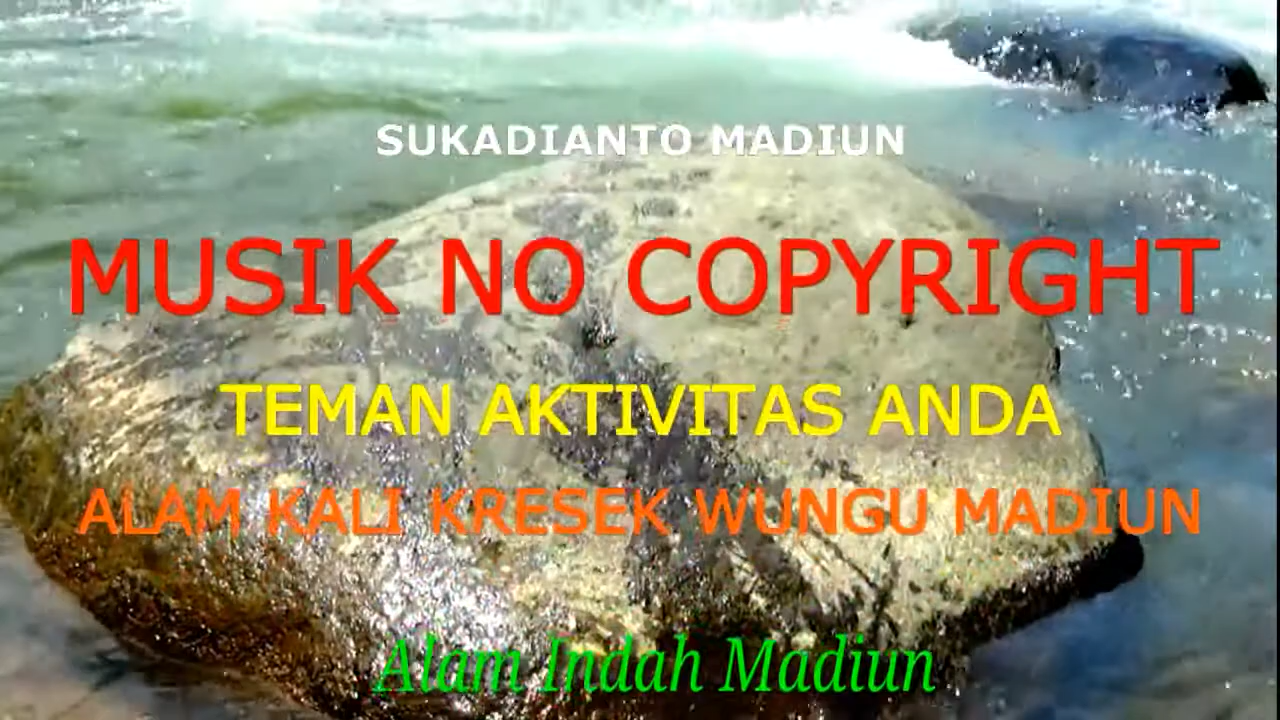 SUKADIANTO MADIUN
MUSIK NO COPYRIGHT
TEMAN AKTIVITAS ANDA
ALAM KALI KRESEK WUNGU MADIUN
Alam Indah Madiun